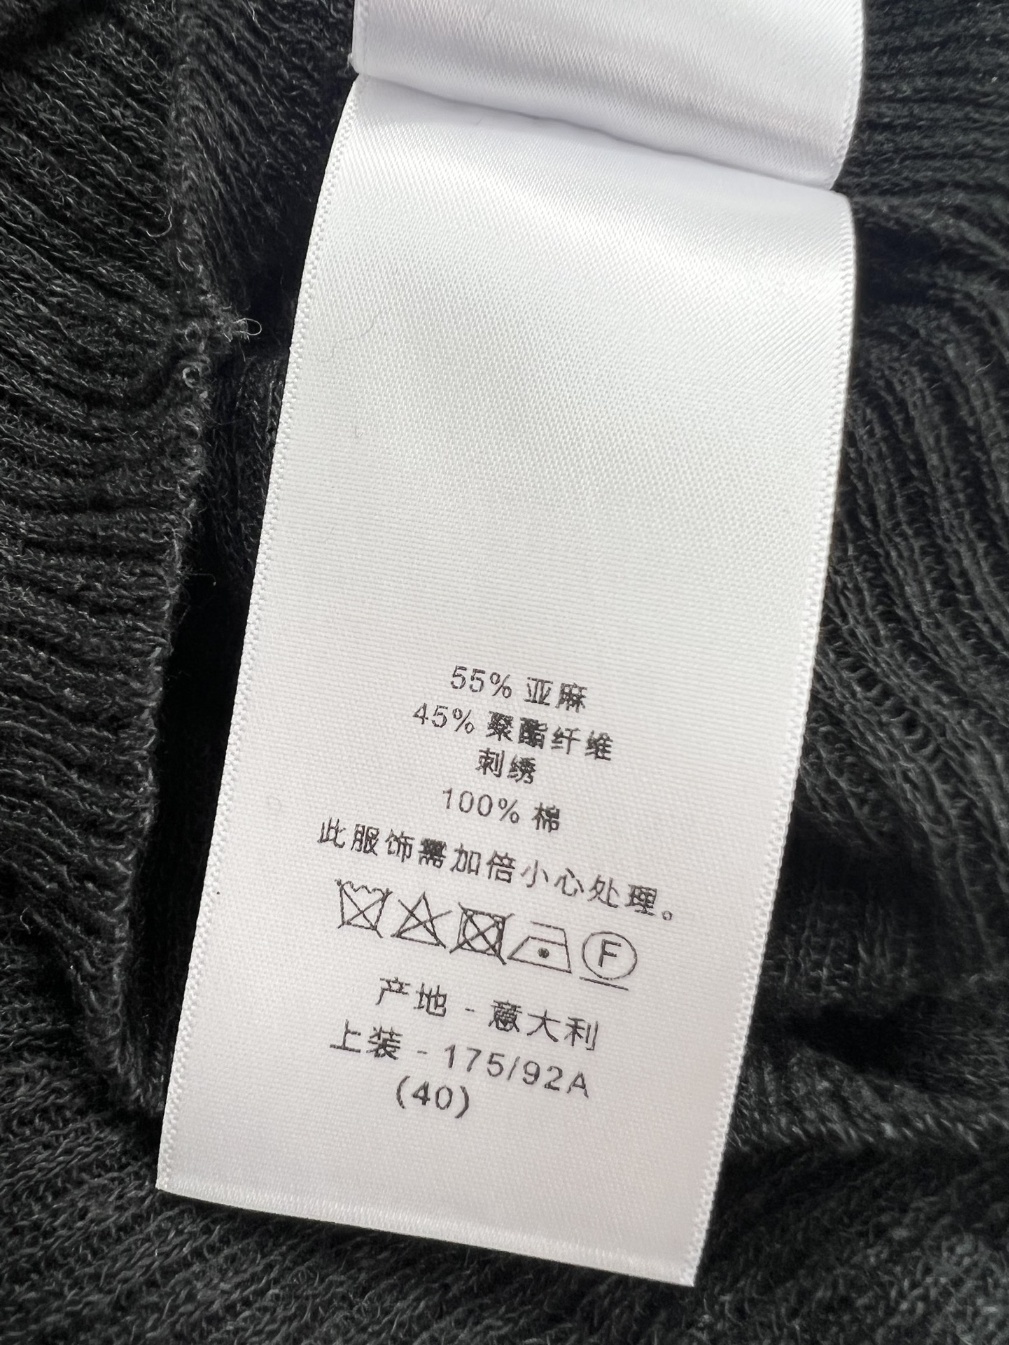 55% 亚麻
45% 聚酯纤维
刺绣
100% 棉
此服饰需加倍小心处理。
F
产地 - 意大利
上装 - 175/92A
(40)